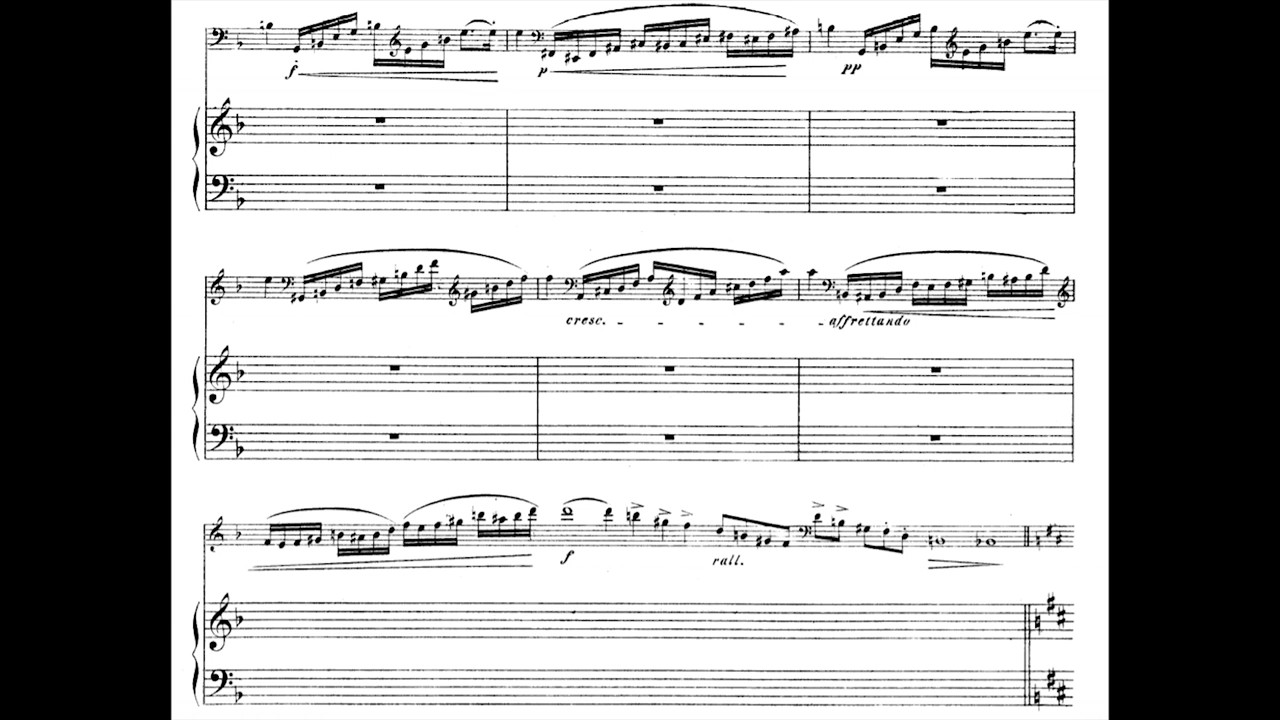 f
p
pp
cresc.
affrettando
f
rall.